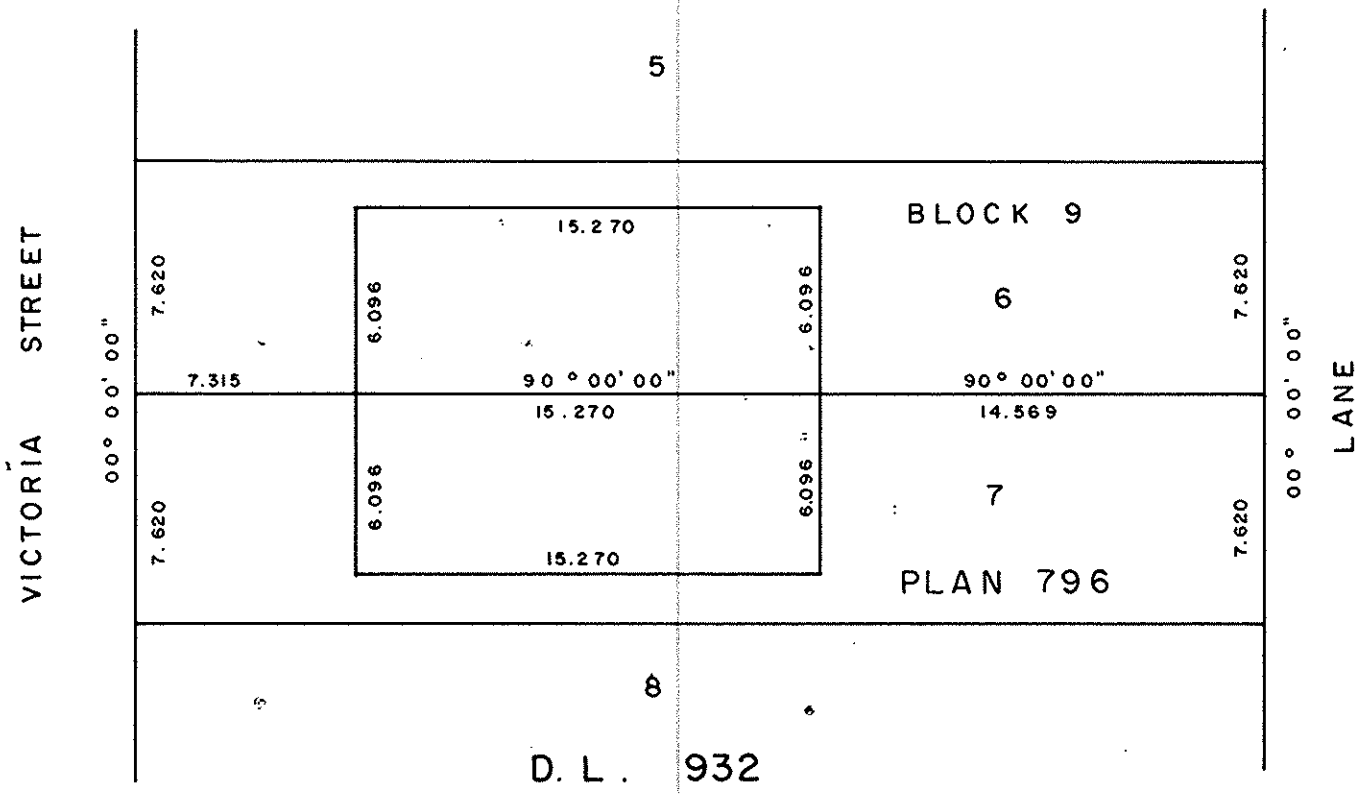 5
BLOCK 9
15.270
VICTORIA STREET
00° 00' 00"
7.620
6.096
6.096
6
7.620
00° 00' 00"
LANE
7.315
90° 00' 00"
90° 00' 00"
15.270
14.569
7.620
6.096
6.096
7
7.620
15.270
PLAN 796
8
D. L. 932